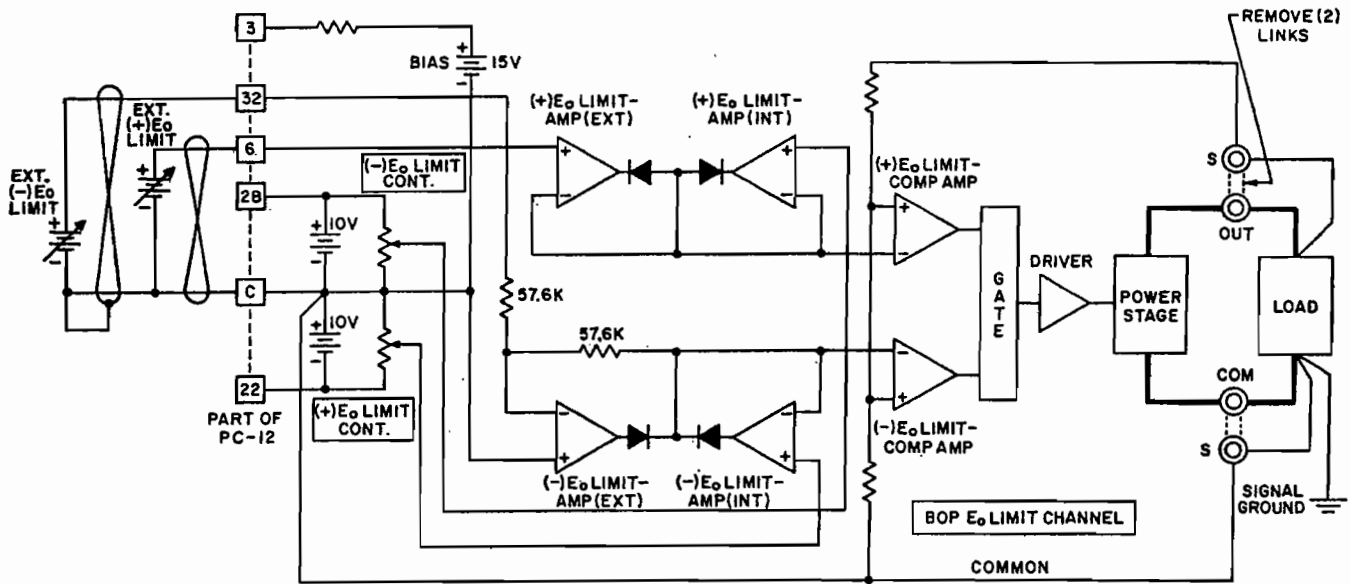 3
BIAS
+
-
15V
REMOVE (2)
LINKS
32
EXT.
(+)E₀
LIMIT
EXT.
(-)E₀
LIMIT
+
-
+
-
6
28
C
22
PART OF
PC-12
(-)E₀ LIMIT
CONT.
+
10V
-
+
10V
-
(+)E₀ LIMIT
CONT.
(+)E₀ LIMIT-
AMP(EXT)
(+)E₀ LIMIT-
AMP(INT)
+
-
+
-
57.6K
57.6K
-
+
-
+
(-)E₀ LIMIT-
AMP(EXT)
(-)E₀ LIMIT-
AMP(INT)
(+)E₀ LIMIT-
COMP AMP
+
-
-
+
(-)E₀ LIMIT-
COMP AMP
GATE
DRIVER
POWER
STAGE
S
OUT
LOAD
COM
S
SIGNAL
GROUND
BOP E₀ LIMIT CHANNEL
COMMON